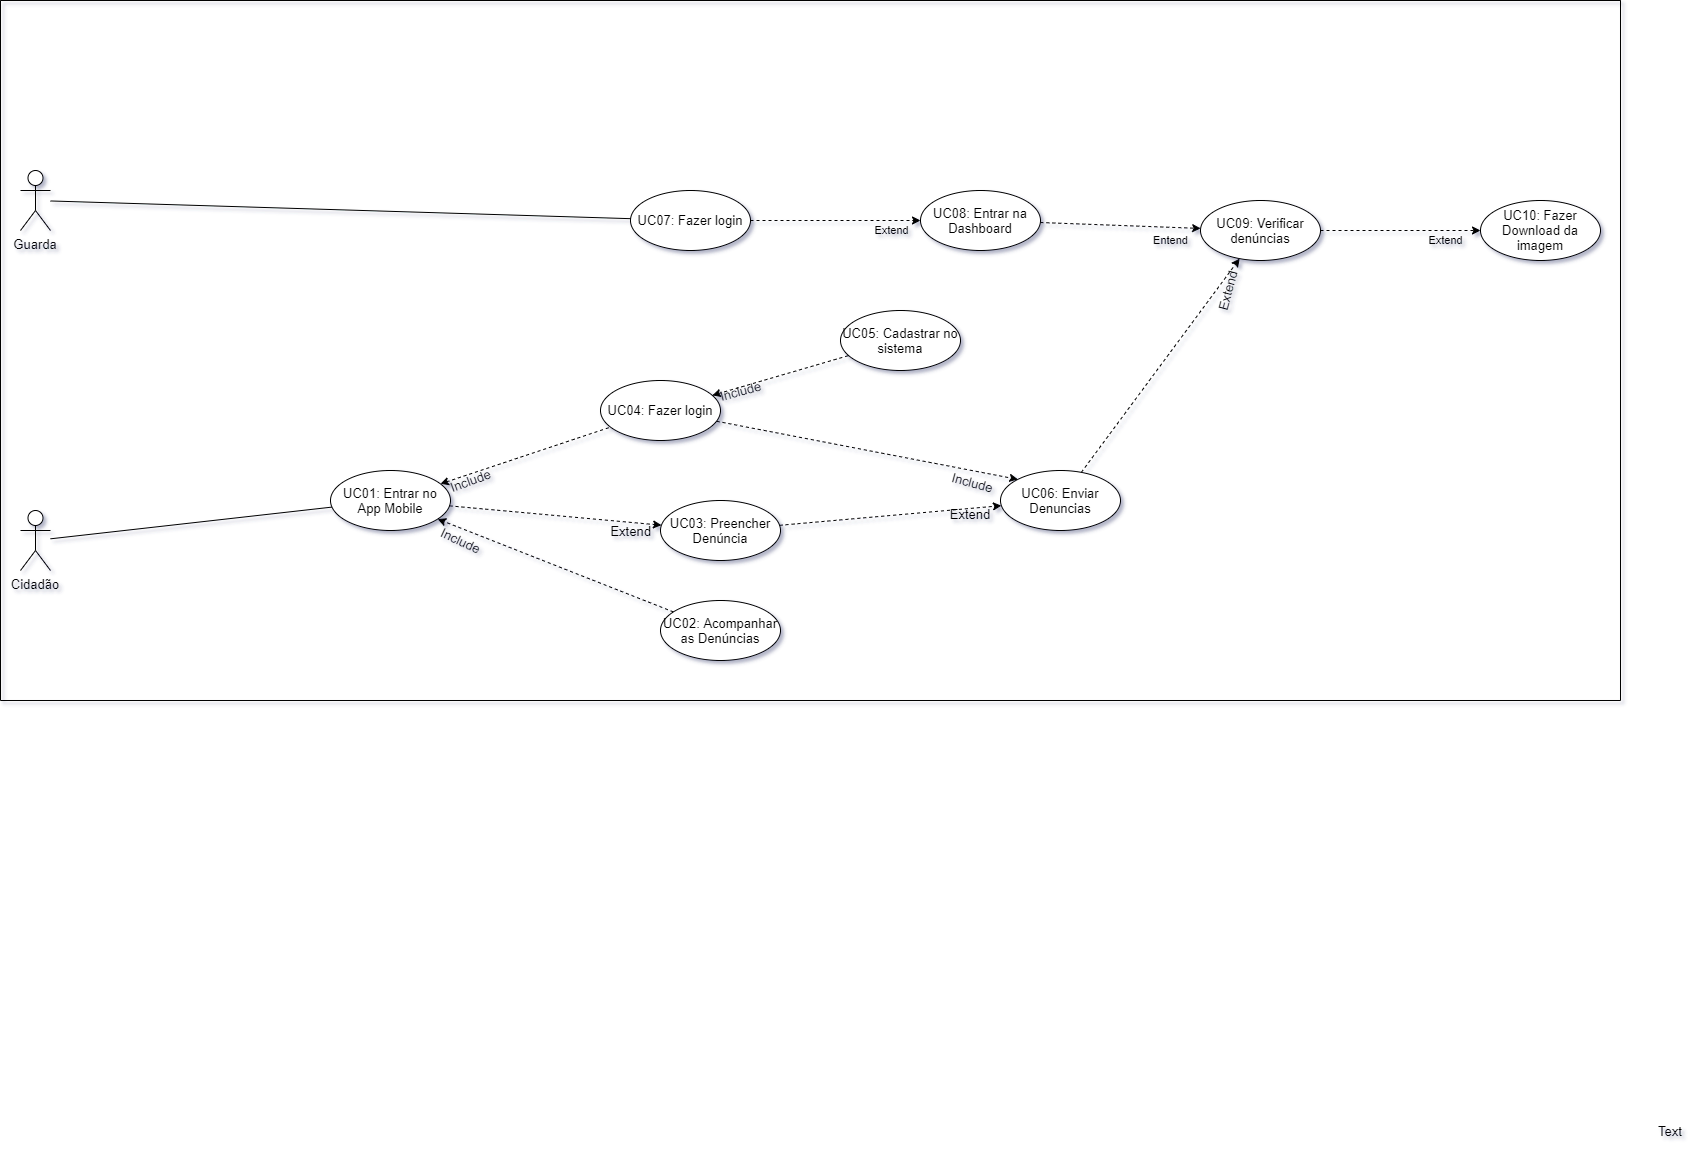 Guarda
UC07: Fazer login
Extend
UC08: Entrar na
Dashboard
Entend
UC09: Verificar
denúncias
Extend
UC10: Fazer
Download da
imagem
Extend
UC05: Cadastrar no
sistema
Include
UC04: Fazer login
Include
Include
UC01: Entrar no
App Mobile
Extend
UC03: Preencher
Denúncia
Extend
UC06: Enviar
Denuncias
Include
Cidadão
UC02: Acompanhar
as Denúncias
Text